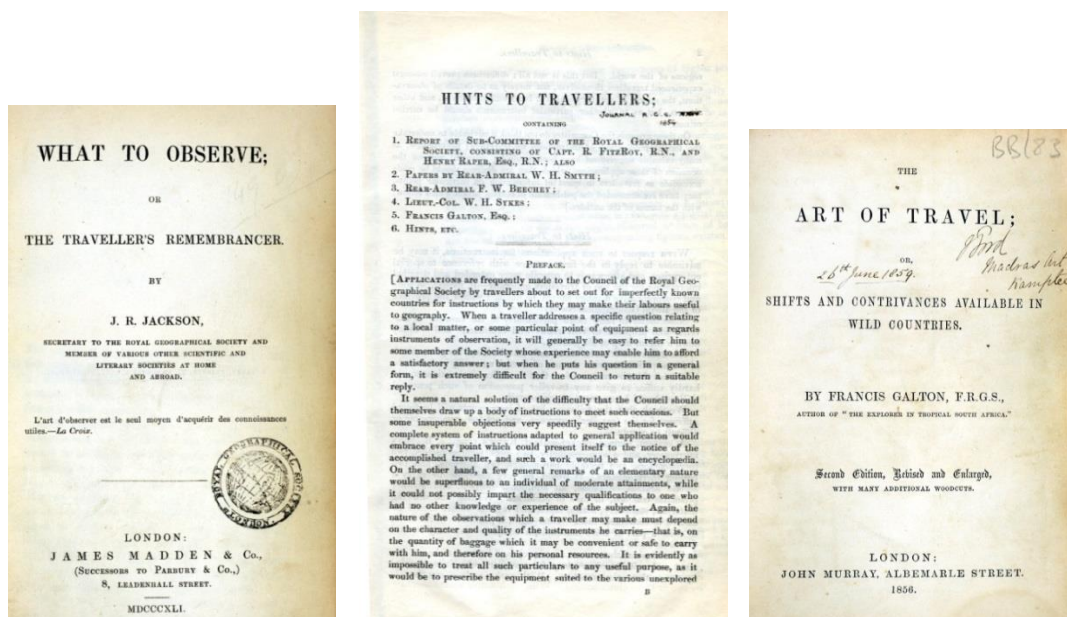 WHAT TO OBSERVE;
OR
THE TRAVELLER'S REMEMBRANCER.
BY
J. R. JACKSON,
SECRETARY TO THE ROYAL GEOGRAPHICAL SOCIETY AND
MEMBER OF VARIOUS OTHER SCIENTIFIC AND
LITERARY SOCIETIES AT HOME
AND ABROAD.
L'art d'observer est le seul moyen d'acquérir des connoissances
utiles.—La Croix.
ROYAL GEOGRAPHICAL SOCIETY
LONDON:
JAMES MADDEN & Co.,
(SUCCESSORS TO PARBURY & Co.,)
8, LEADENHALL STREET.
MDCCCXLI.
HINTS TO TRAVELLERS;
JOURNAL R.G.S.
1854
CONTAINING
1. REPORT OF SUB-COMMITTEE OF THE ROYAL GEOGRAPHICAL
SOCIETY, CONSISTING OF CAPT. R. FITZROY, R.N., AND
HENRY RAPER, ESQ., R.N.; ALSO
2. PAPERS BY REAR-ADMIRAL W. H. SMYTH;
3. REAR-ADMIRAL F. W. BEECHEY;
4. LIEUT.-COL. W. H. SYKES;
5. FRANCIS GALTON, ESQ.;
6. HINTS, ETC.
PREFACE.
[APPLICATIONS are frequently made to the Council of the Royal Geo-
graphical Society by travellers about to set out for imperfectly known
countries for instructions by which they may make their labours useful
to geography. When a traveller addresses a specific question relating
to a local matter, or some particular point of equipment as regards
instruments of observation, it will generally be easy to refer him to
some member of the Society whose experience may enable him to afford
a satisfactory answer; but when he puts his question in a general
form, it is extremely difficult for the Council to return a suitable
reply.
It seems a natural solution of the difficulty that the Council should
themselves draw up a body of instructions to meet such occasions. But
some insuperable objections very speedily suggest themselves. A
complete system of instructions adapted to general application would
embrace every point which could present itself to the notice of the
accomplished traveller, and such a work would be an encyclopædia.
On the other hand, a few general remarks of an elementary nature
would be superfluous to an individual of moderate attainments, while
it could not possibly impart the necessary qualifications to one who
had no other knowledge or experience of the subject. Again, the
nature of the observations which a traveller may make must depend
on the character and quality of the instruments he carries—that is, on
the quantity of baggage which it may be convenient or safe to carry
with him, and therefore on his personal resources. It is evidently as
impossible to treat all such particulars to any useful purpose, as it
would be to prescribe the equipment suited to the various unexplored
B
BB/83
THE
ART OF TRAVEL;
or,
26th June 1859.
Madras Art
Kamptee
SHIFTS AND CONTRIVANCES AVAILABLE IN
WILD COUNTRIES.
BY FRANCIS GALTON, F.R.G.S.,
AUTHOR OF "THE EXPLORER IN TROPICAL SOUTH AFRICA."
Second Edition, Revised and Enlarged,
WITH MANY ADDITIONAL WOODCUTS.
LONDON:
JOHN MURRAY, ALBEMARLE STREET.
1856.